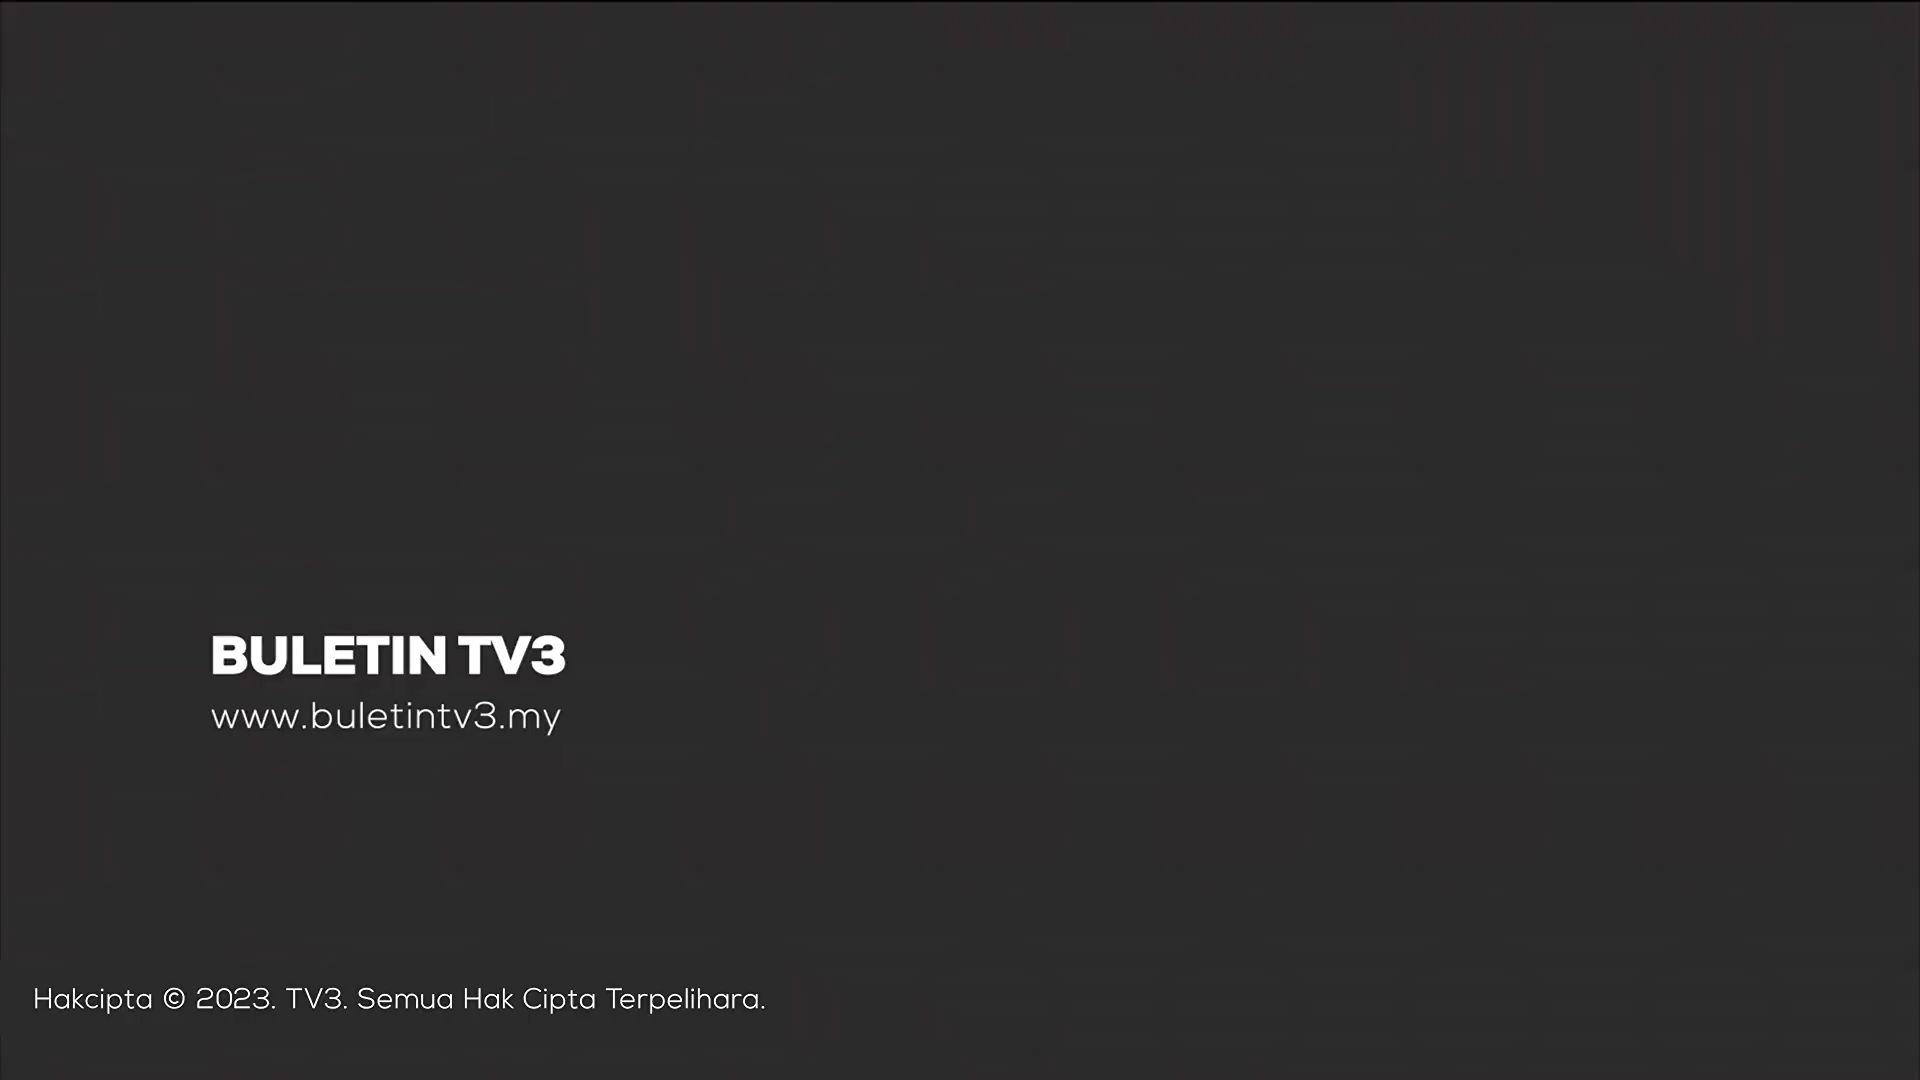 BULETIN TV3
www.buletintv3.my
Hakcipta © 2023. TV3. Semua Hak Cipta Terpelihara.